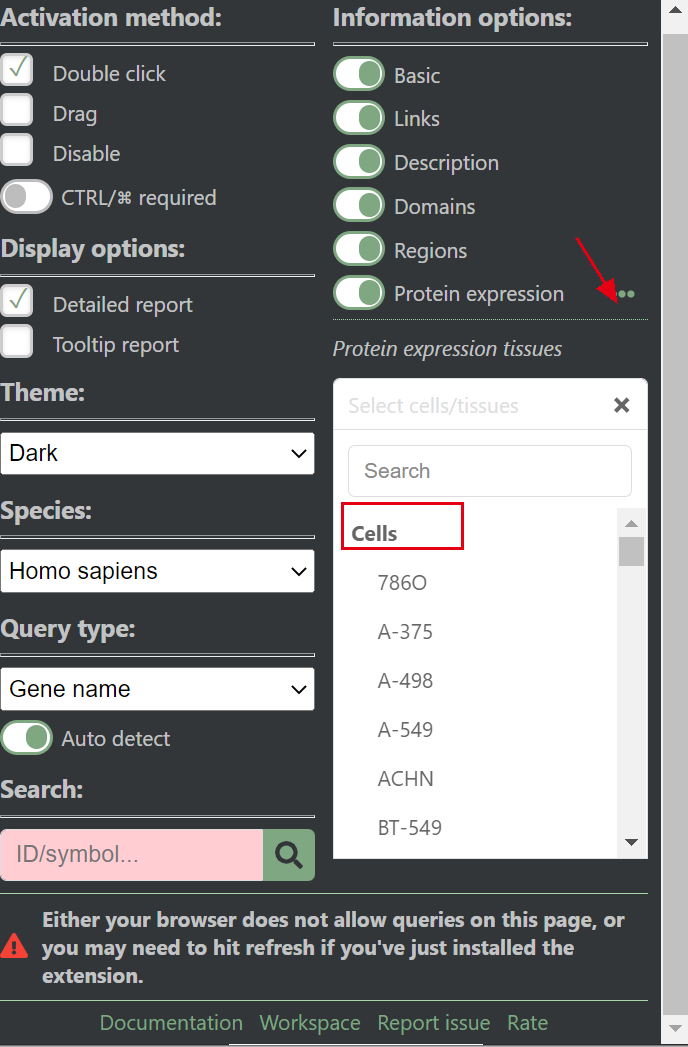 Activation method:
Double click
Drag
Disable
CTRL/⌘ required
Display options:
Detailed report
Tooltip report
Theme:
Dark
Species:
Homo sapiens
Query type:
Gene name
Auto detect
Search:
ID/symbol...
Information options:
Basic
Links
Description
Domains
Regions
Protein expression
Protein expression tissues
Select cells/tissues
Search
Cells
786O
A-375
A-498
A-549
ACHN
BT-549
Either your browser does not allow queries on this page, or
you may need to hit refresh if you've just installed the
extension.
Documentation Workspace Report issue Rate